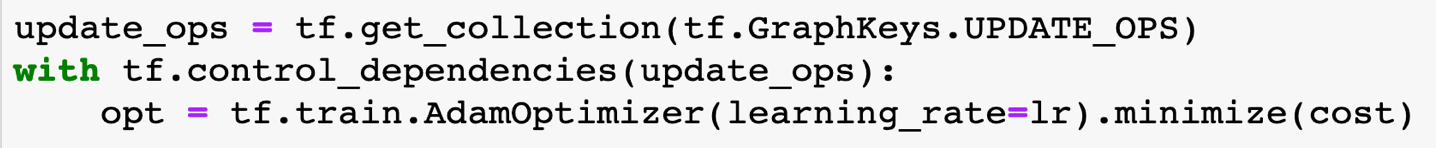 update_ops = tf.get_collection(tf.GraphKeys.UPDATE_OPS)
with tf.control_dependencies(update_ops):
    opt = tf.train.AdamOptimizer(learning_rate=lr).minimize(cost)